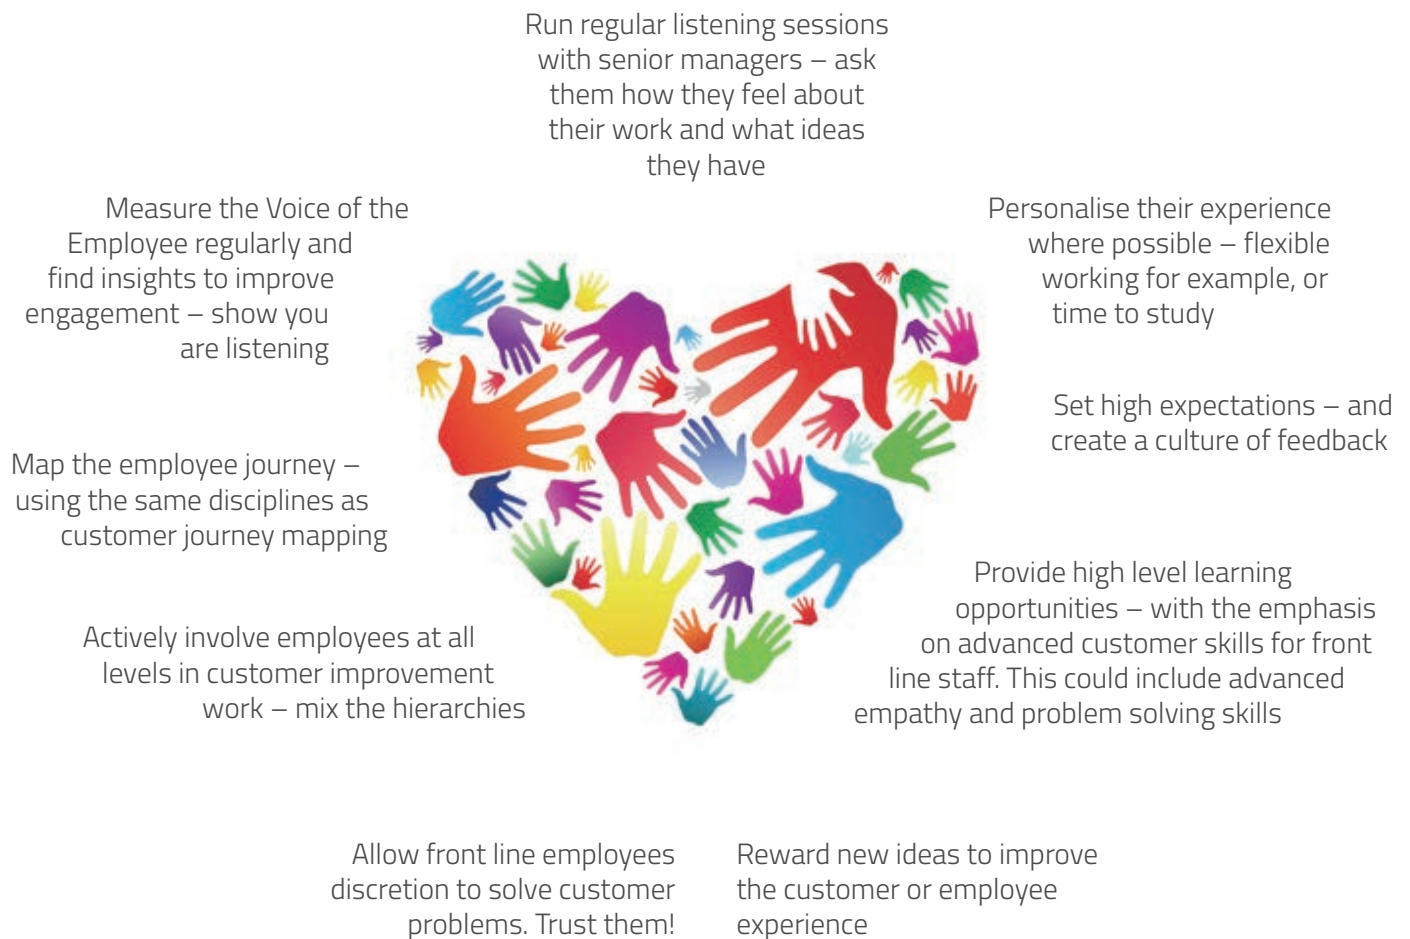 Run regular listening sessions
with senior managers – ask
them how they feel about
their work and what ideas
they have
Measure the Voice of the
Employee regularly and
find insights to improve
engagement – show you
are listening
Personalise their experience
where possible – flexible
working for example, or
time to study
Set high expectations – and
create a culture of feedback
Map the employee journey –
using the same disciplines as
customer journey mapping
Provide high level learning
opportunities – with the emphasis
on advanced customer skills for front
line staff. This could include advanced
empathy and problem solving skills
Actively involve employees at all
levels in customer improvement
work – mix the hierarchies
Allow front line employees
discretion to solve customer
problems. Trust them!
Reward new ideas to improve
the customer or employee
experience